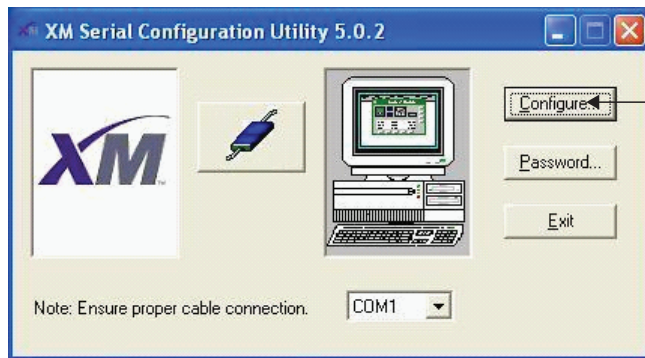 XM Serial Configuration Utility 5.0.2
XM
Configure...
Password...
Exit
Note: Ensure proper cable connection.
COM1